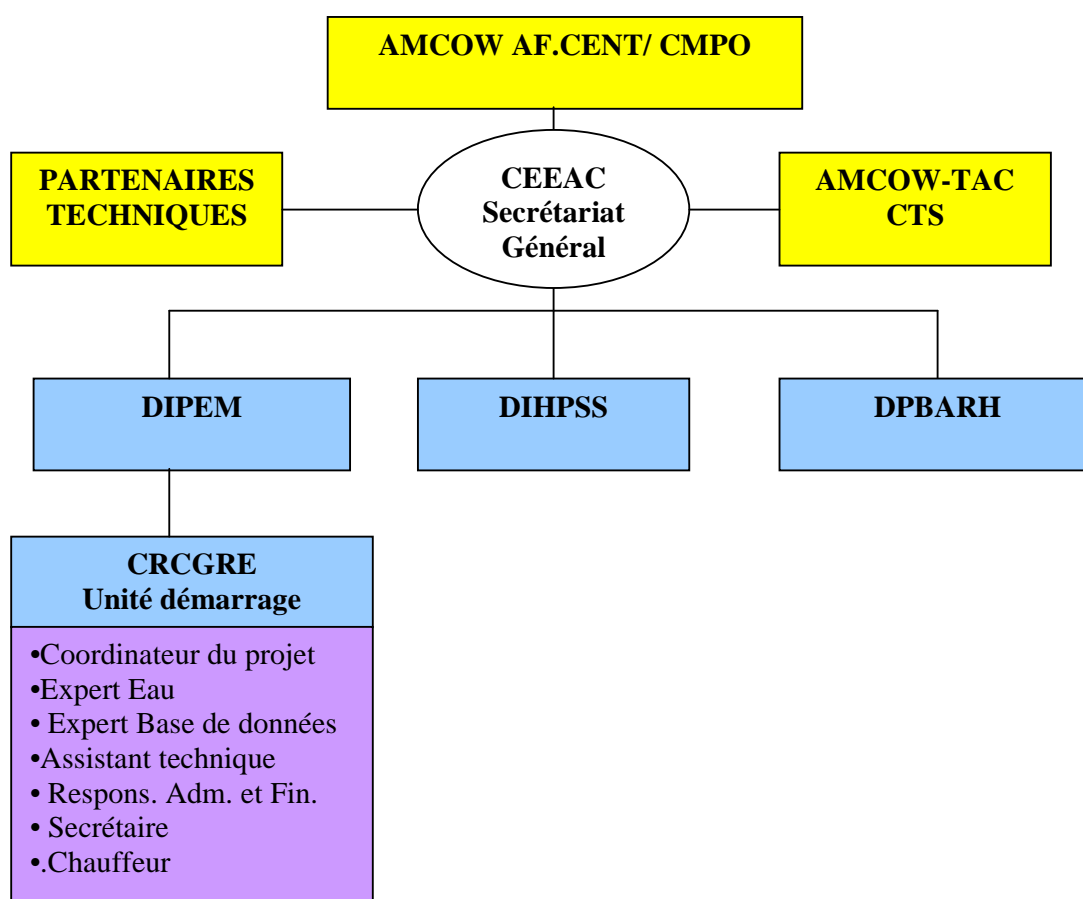 AMCOW AF.CENT/ CMPO
PARTENAIRES
TECHNIQUES
CEEAC
Secrétariat
Général
AMCOW-TAC
CTS
DIPEM
DIHPSS
DPBARH
CRCGRE
Unité démarrage
•Coordinateur du projet
•Expert Eau
• Expert Base de données
•Assistant technique
• Respons. Adm. et Fin.
• Secrétaire
•.Chauffeur